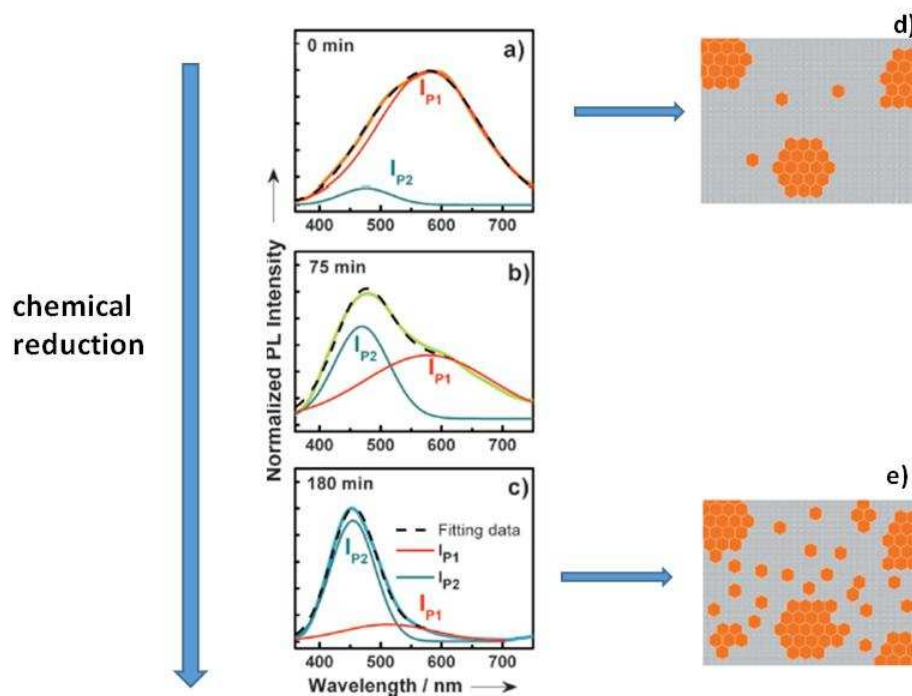 chemical
reduction
Normalized PL Intensity
0 min
a)
I_P1
I_P2
400 500 600 700
75 min
b)
I_P2
I_P1
400 500 600 700
180 min
c)
Fitting data
I_P1
I_P2
I_P2
I_P1
400 500 600 700
Wavelength / nm
d)
e)